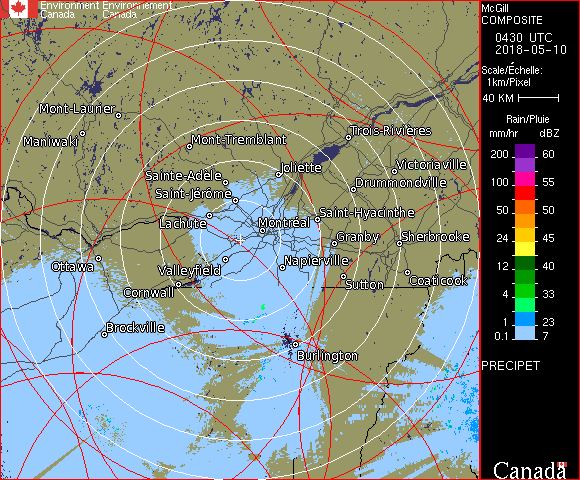 Environment Environnement
Canada Canada
McGill
COMPOSITE
0430 UTC
2018-05-10
Scale/Échelle:
1km/Pixel
40 KM
Rain/Pluie
mm/hr dBZ
200 60
100 55
50 50
24 45
12 40
4 33
1 23
0.1 7
PRECIPET
Canada
Mont-Laurier
Maniwaki
Mont-Tremblant
Trois-Rivières
Sainte-Adèle
Joliette
Victoriaville
Saint-Jérôme
Drummondville
Lachute
Montréal
Saint-Hyacinthe
Ottawa
Valleyfield
Napierville
Granby
Sherbrooke
Cornwall
Sutton
Coaticook
Brockville
Burlington